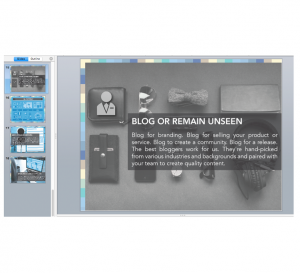 BLOG OR REMAIN UNSEEN
Blog for branding. Blog for selling your product or
service. Blog to create a community. Blog for a release.
The best bloggers work for us. They're hand-picked
from various industries and backgrounds and paired with
your team to create quality content.